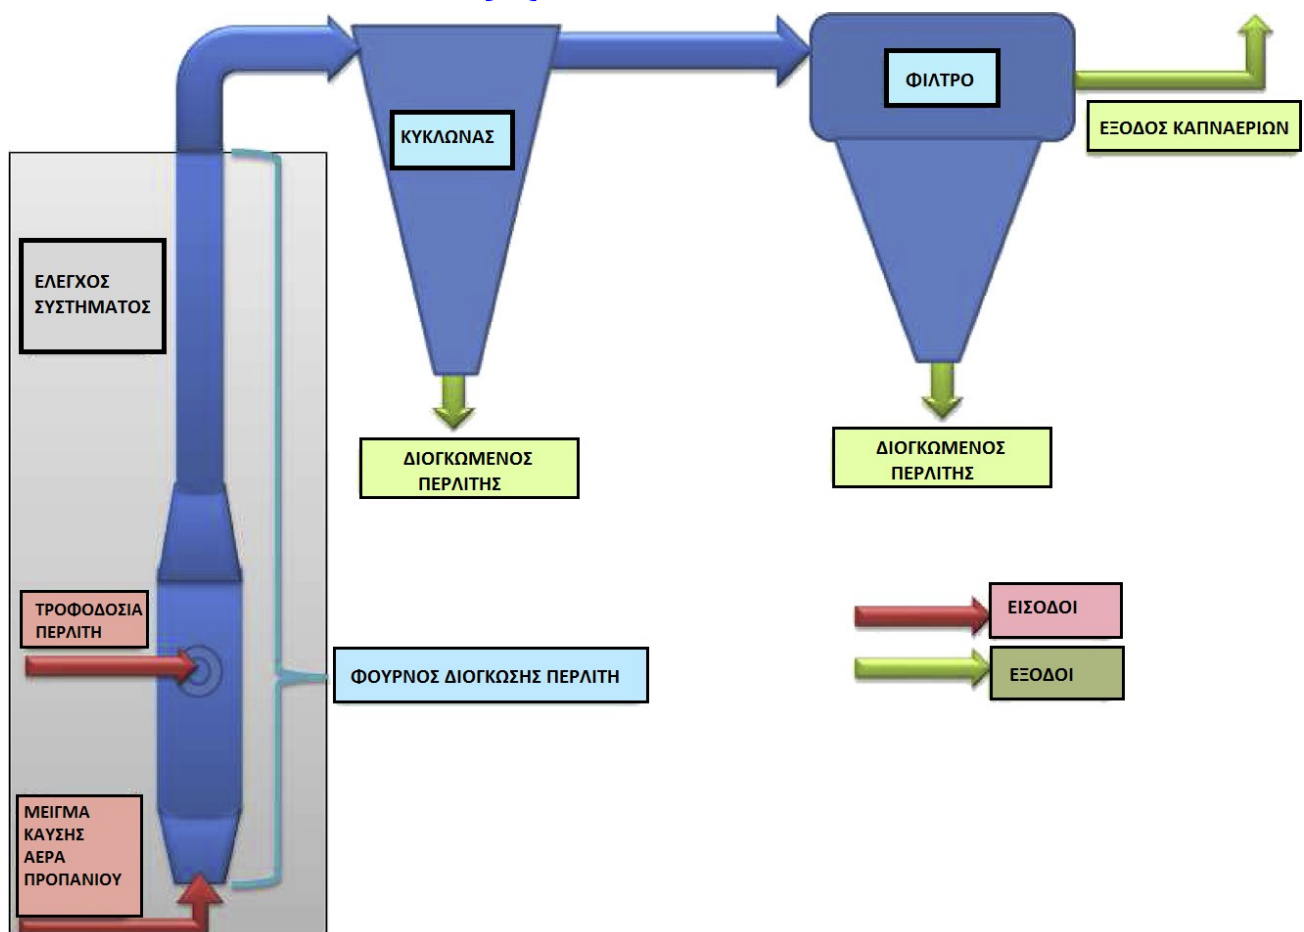 ΚΥΚΛΩΝΑΣ
ΦΙΛΤΡΟ
ΕΞΟΔΟΣ ΚΑΠΝΑΕΡΙΩΝ
ΕΛΕΓΧΟΣ
ΣΥΣΤΗΜΑΤΟΣ
ΔΙΟΓΚΩΜΕΝΟΣ
ΠΕΡΛΙΤΗΣ
ΔΙΟΓΚΩΜΕΝΟΣ
ΠΕΡΛΙΤΗΣ
ΤΡΟΦΟΔΟΣΙΑ
ΠΕΡΛΙΤΗ
ΦΟΥΡΝΟΣ ΔΙΟΓΚΩΣΗΣ ΠΕΡΛΙΤΗ
ΕΙΣΟΔΟΙ
ΕΞΟΔΟΙ
ΜΕΙΓΜΑ
ΚΑΥΣΗΣ
ΑΕΡΑ
ΠΡΟΠΑΝΙΟΥ